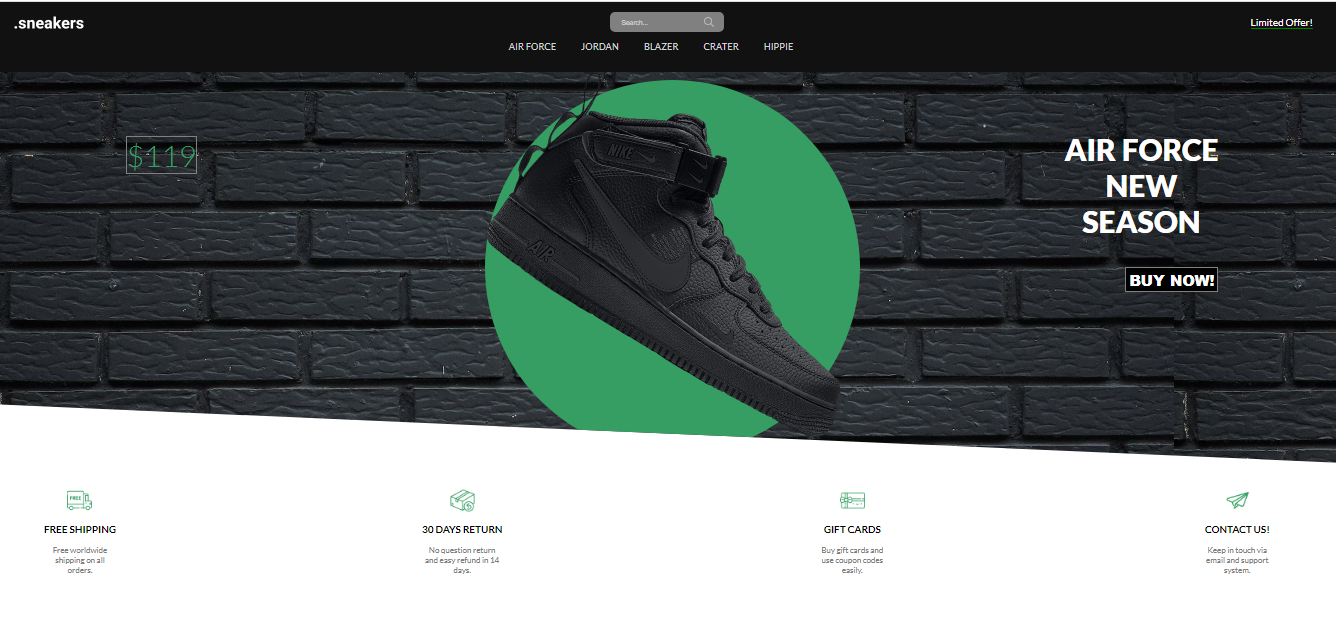 .sneakers
Search...
Limited Offer!
AIR FORCE
JORDAN
BLAZER
CRATER
HIPPIE
$119
NIKE
AIR
AIR FORCE
NEW
SEASON
BUY NOW!
FREE
FREE SHIPPING
Free worldwide
shipping on all
orders.
30 DAYS RETURN
No question return
and easy refund in 14
days.
GIFT CARDS
Buy gift cards and
use coupon codes
easily.
CONTACT US!
Keep in touch via
email and support
system.